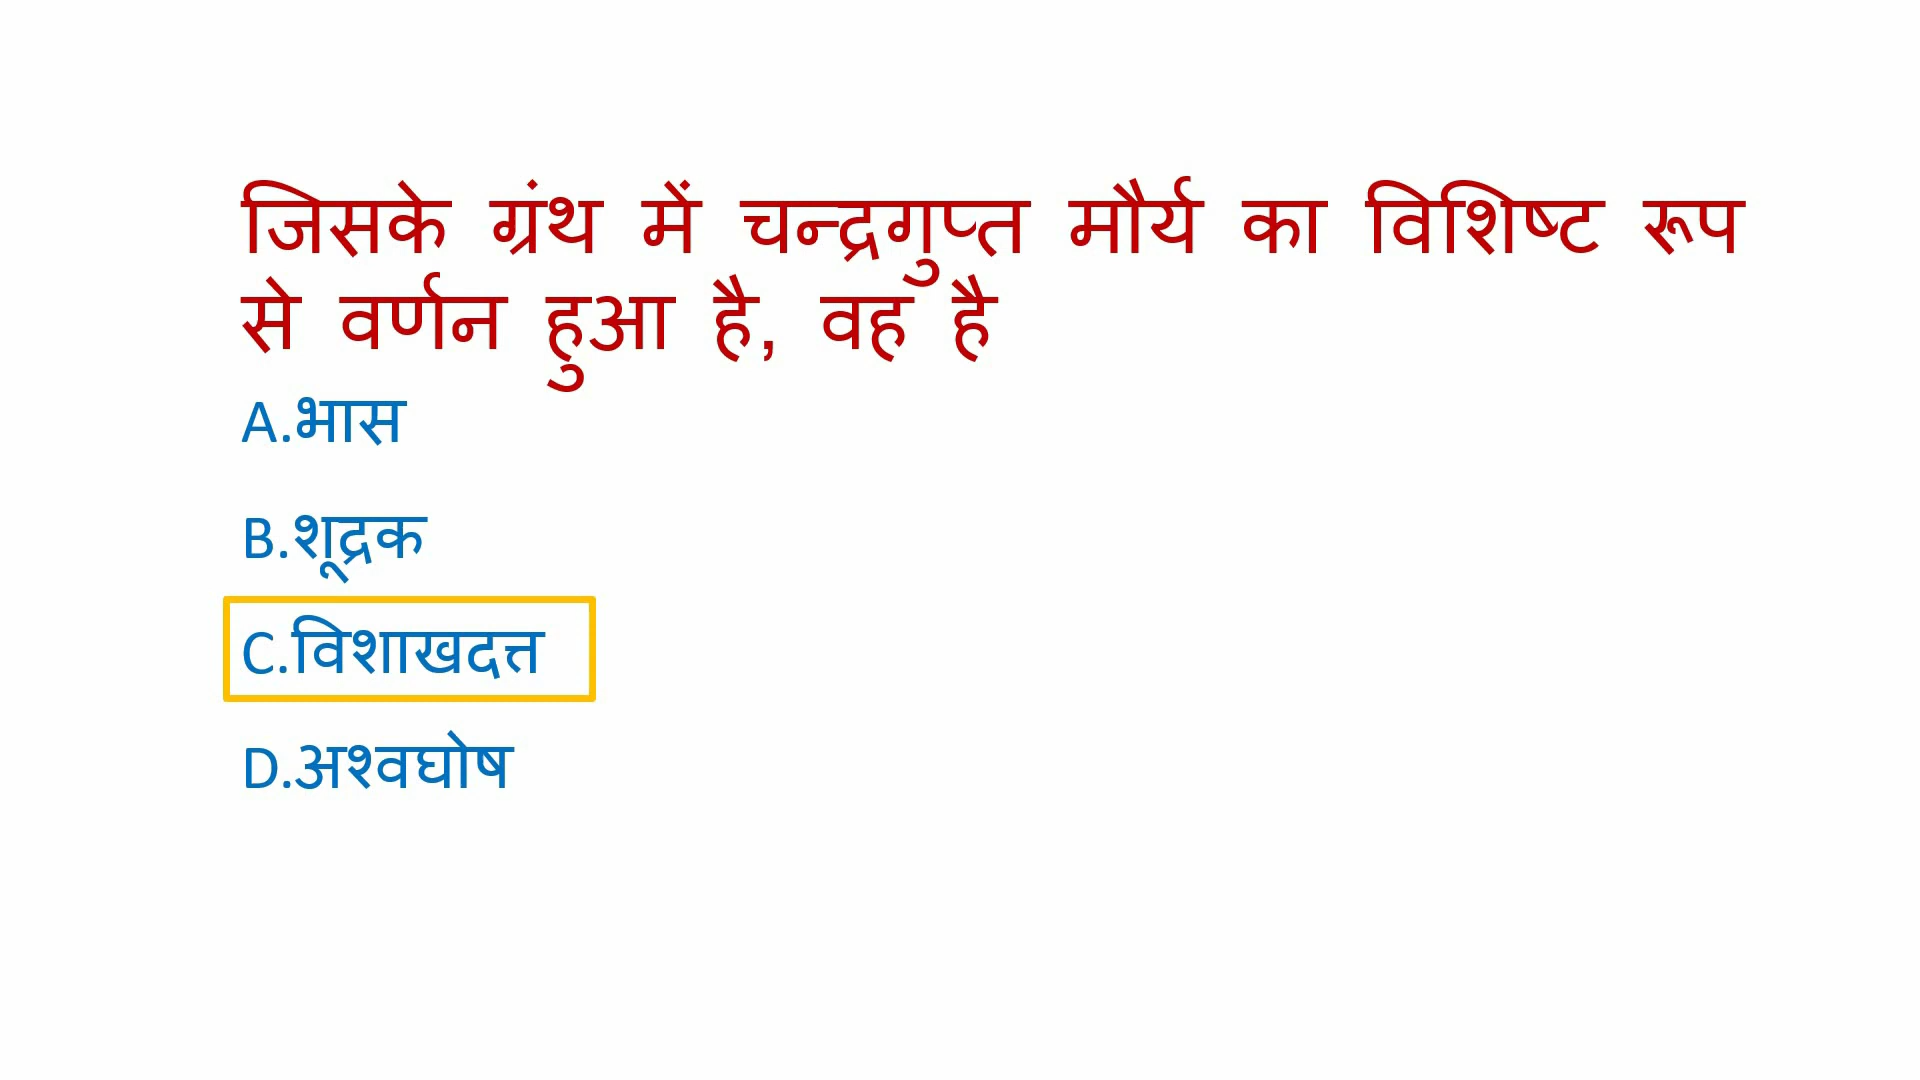 जिसके ग्रंथ में चन्द्रगुप्त मौर्य का विशिष्ट रूप
से वर्णन हुआ है, वह है
A.भास
B.शूद्रक
C.विशाखदत्त
D.अश्वघोष